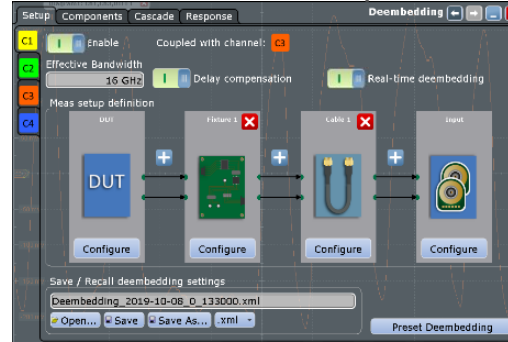 Setup Components Cascade Response Deembedding
C1 Enable Coupled with channel: C3
C2 Effective Bandwidth
16 GHz Delay compensation Real-time deembedding
C3 Meas setup definition
C4 DUT Fixture 1 Cable 1 Input
DUT
Configure Configure Configure Configure
Save / Recall deembedding settings
Deembedding_2019-10-08_0_133000.xml
Open... Save Save As... .xml
Preset Deembedding